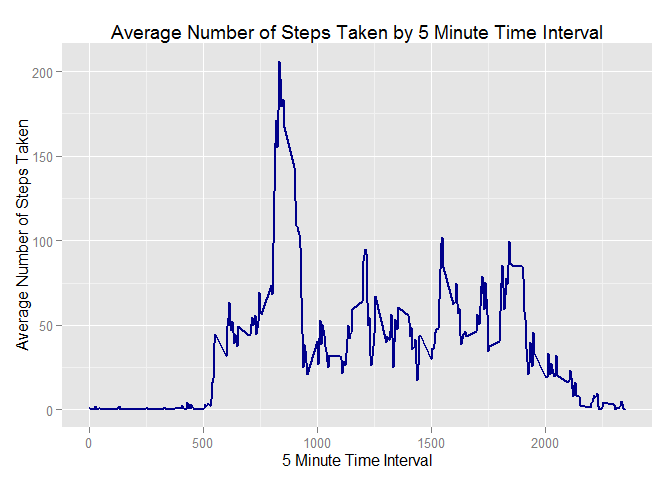 Average Number of Steps Taken by 5 Minute Time Interval
Average Number of Steps Taken
200
150
100
50
0
0 500 1000 1500 2000
5 Minute Time Interval